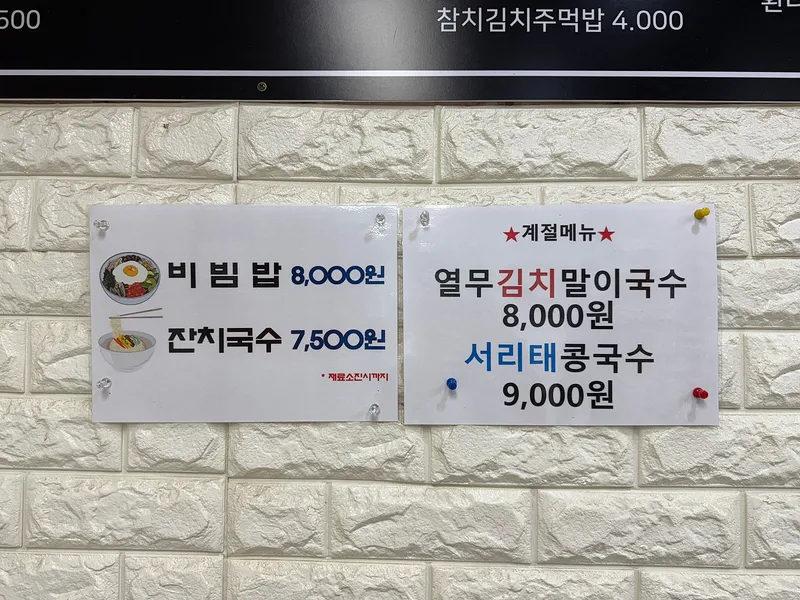 500
참치김치주먹밥 4.000
비빔밥 8,000원
잔치국수 7,500원
* 재료소진시까지
★계절메뉴★
열무김치말이국수
8,000원
서리태콩국수
9,000원